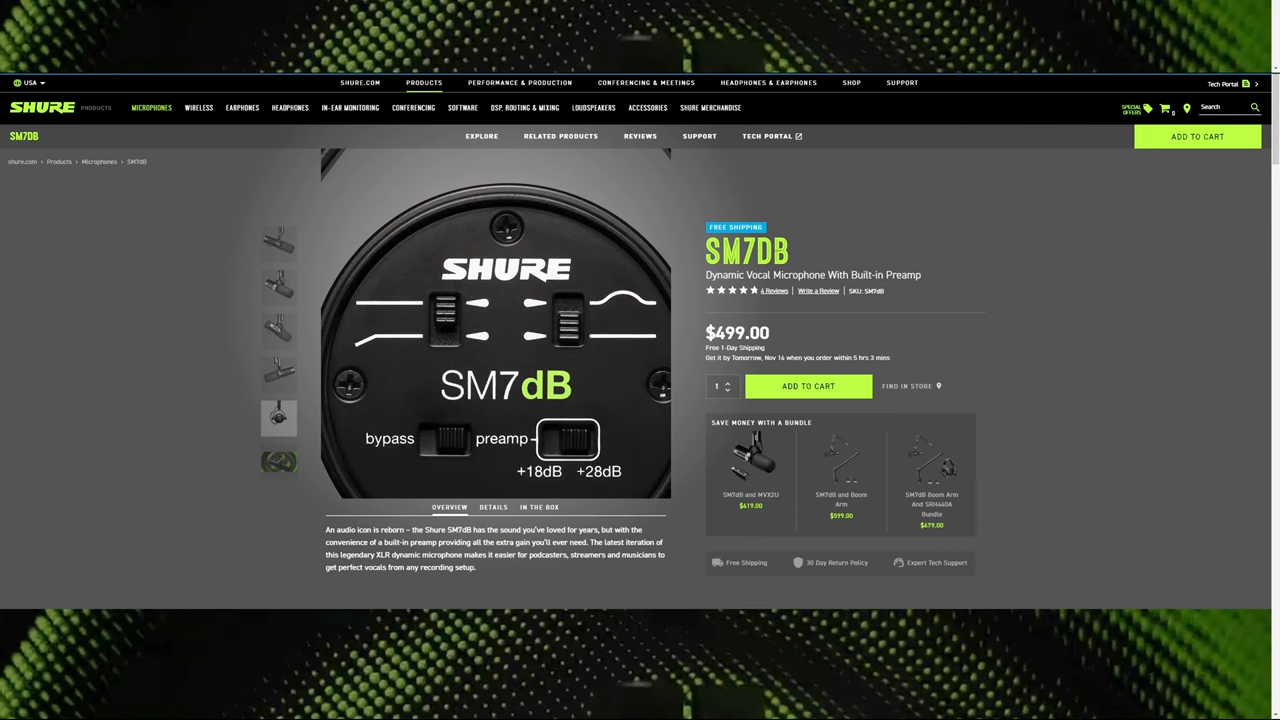 USA
SHURE.COM
PRODUCTS
PERFORMANCE & PRODUCTION
CONFERENCING & MEETINGS
HEADPHONES & EARPHONES
SHOP
SUPPORT
Tech Portal
SHURE PRODUCTS
MICROPHONES
WIRELESS
EARPHONES
HEADPHONES
IN-EAR MONITORING
CONFERENCING
SOFTWARE
DSP, ROUTING & MIXING
LOUDSPEAKERS
ACCESSORIES
SHURE MERCHANDISE
SPECIAL
OFFERS
0
Search
SM7DB
EXPLORE
RELATED PRODUCTS
REVIEWS
SUPPORT
TECH PORTAL
ADD TO CART
shure.com > Products > Microphones > SM7DB
SHURE
SM7dB
bypass preamp
+18dB +28dB
FREE SHIPPING
SM7DB
Dynamic Vocal Microphone With Built-in Preamp
4 Reviews | Write a Review | SKU: SM7dB
$499.00
Free 1-Day Shipping
Get it by Tomorrow, Nov 16 when you order within 5 hrs 3 mins
1
ADD TO CART
FIND IN STORE
SAVE MONEY WITH A BUNDLE
SM7dB and MVX2U
$619.00
SM7dB and Boom
Arm
$599.00
SM7dB Boom Arm
And SRH440A
Bundle
$679.00
Free Shipping
30 Day Return Policy
Expert Tech Support
OVERVIEW
DETAILS
IN THE BOX
An audio icon is reborn – the Shure SM7dB has the sound you've loved for years, but with the
convenience of a built-in preamp providing all the extra gain you'll ever need. The latest iteration of
this legendary XLR dynamic microphone makes it easier for podcasters, streamers and musicians to
get perfect vocals from any recording setup.